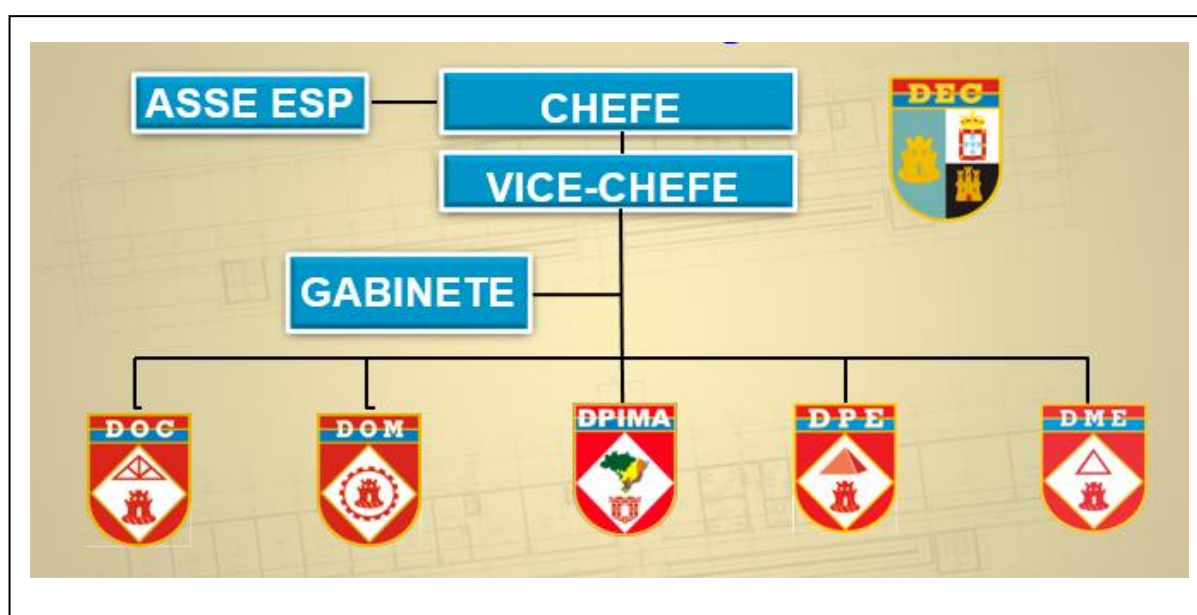 ASSE ESP
CHEFE
DEC
VICE-CHEFE
GABINETE
DOC
DOM
DPIMA
DPE
DME